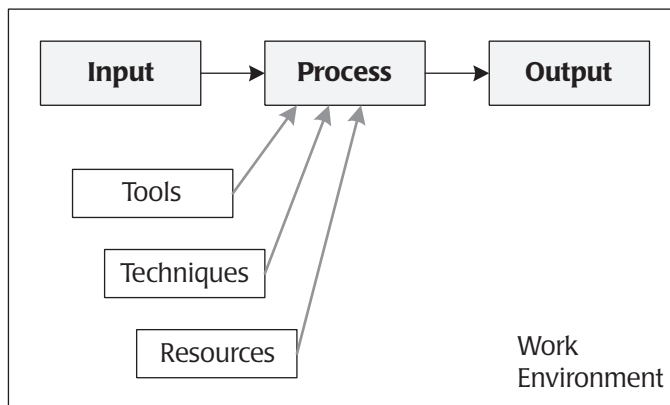 Input
Process
Output
Tools
Techniques
Resources
Work
Environment